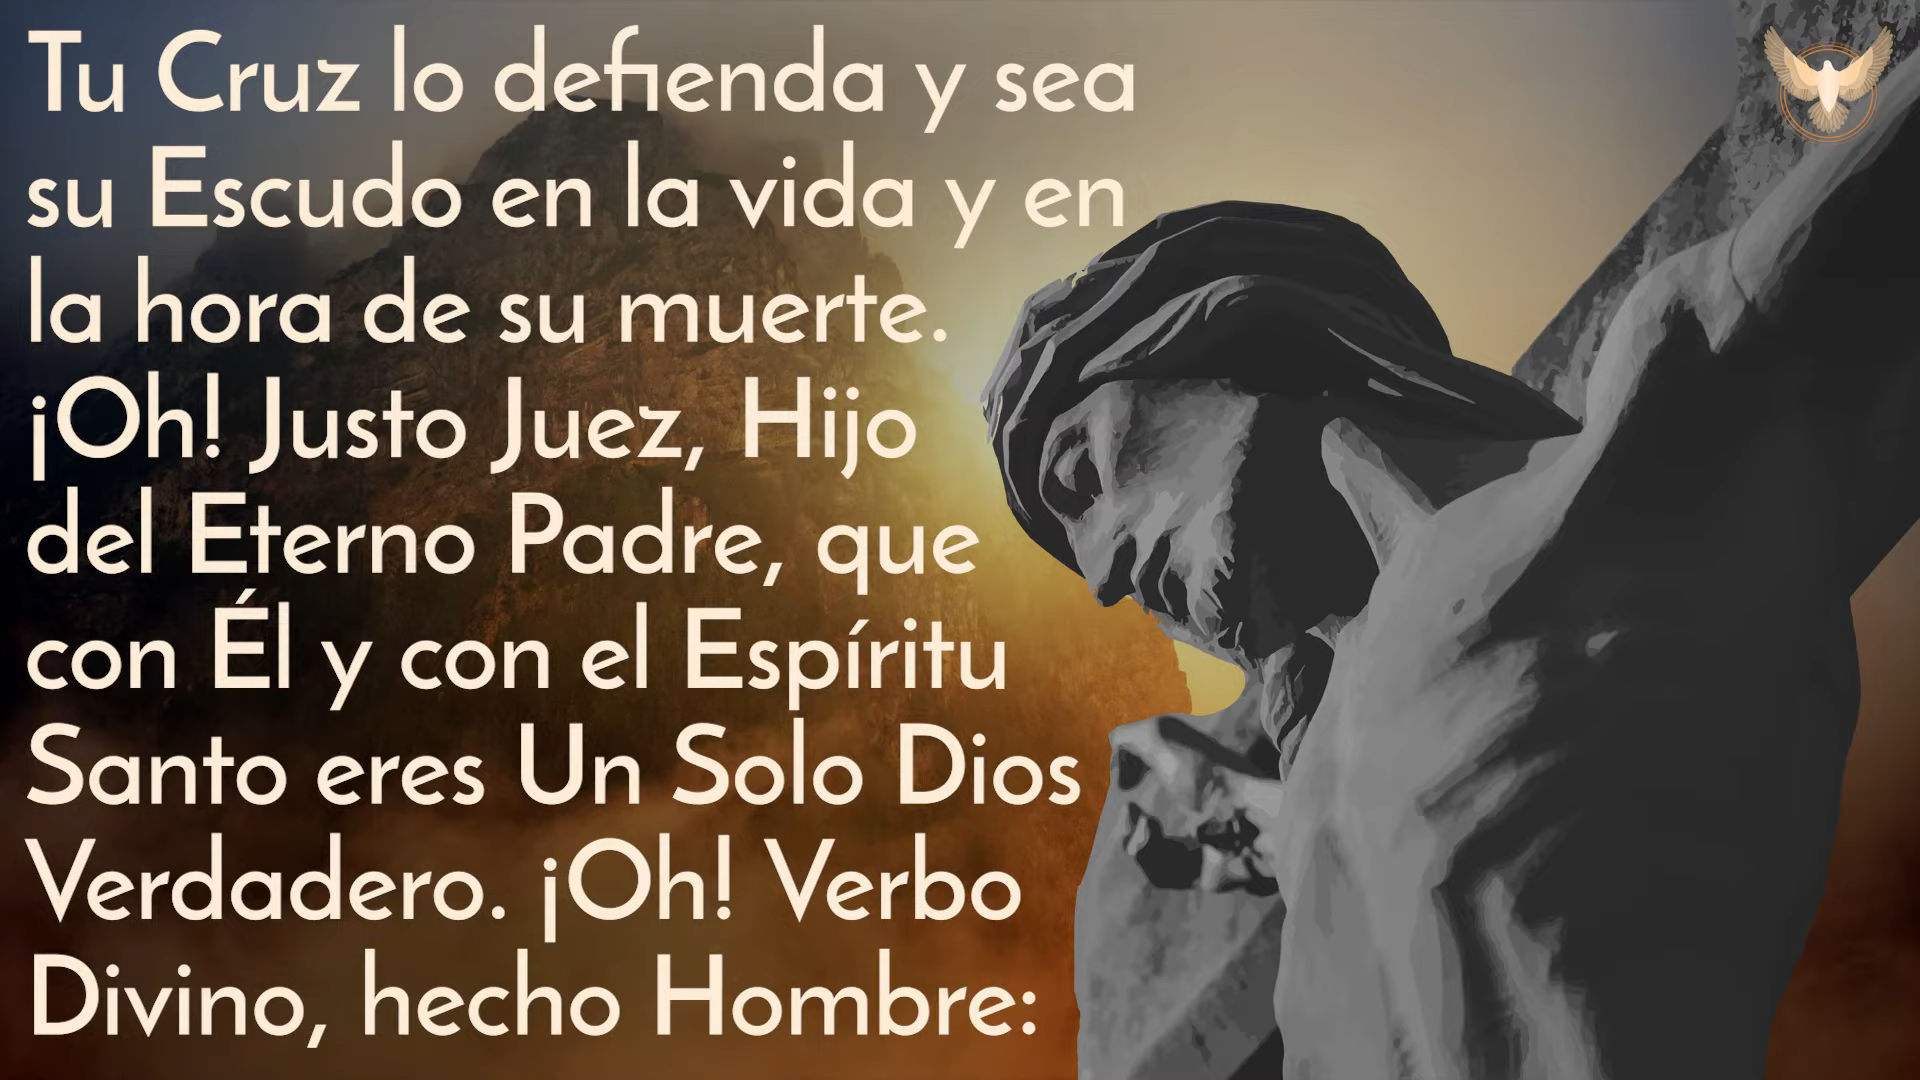 Tu Cruz lo defienda y sea
su Escudo en la vida y en
la hora de su muerte.
¡Oh! Justo Juez, Hijo
del Eterno Padre, que
con Él y con el Espíritu
Santo eres Un Solo Dios
Verdadero. ¡Oh! Verbo
Divino, hecho Hombre: